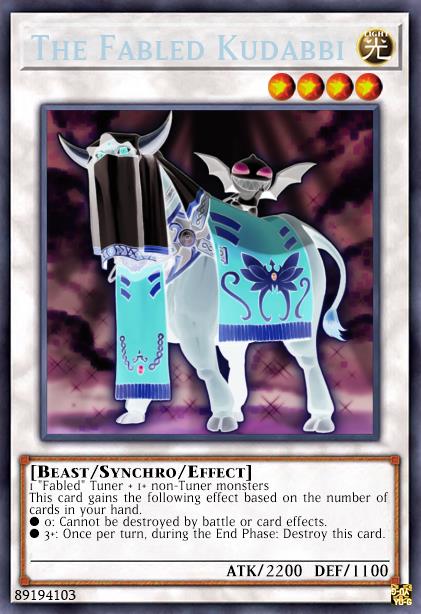 The Fabled Kudabbi
LIGHT
光
[Beast/Synchro/Effect]
1 "Fabled" Tuner + 1+ non-Tuner monsters
This card gains the following effect based on the number of
cards in your hand.
● 0: Cannot be destroyed by battle or card effects.
● 3+: Once per turn, during the End Phase: Destroy this card.
ATK/2200 DEF/1100
89194103